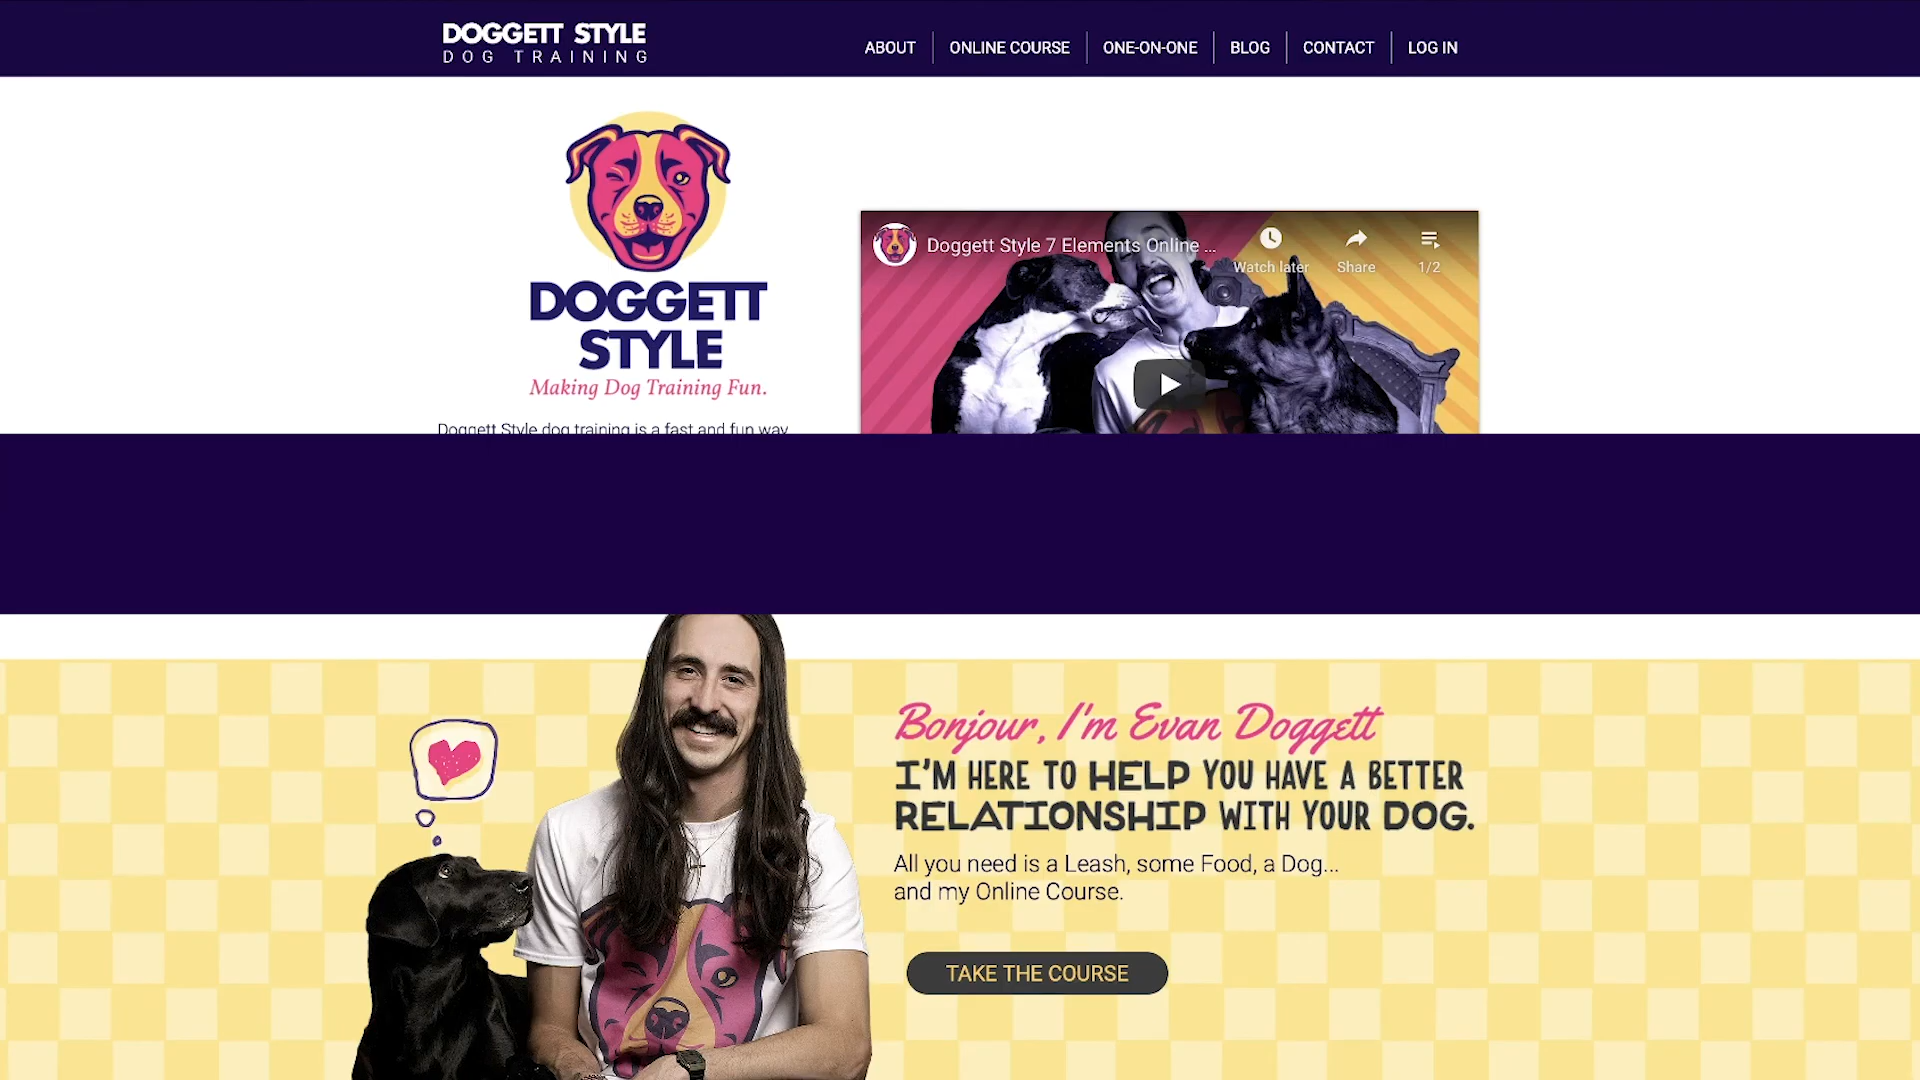 DOGGETT STYLE
DOG TRAINING
ABOUT
ONLINE COURSE
ONE-ON-ONE
BLOG
CONTACT
LOG IN
DOGGETT
STYLE
Making Dog Training Fun.
Doggett Style dog training is a fast and fun way
Doggett Style 7 Elements Online ...
Watch later
Share
1/2
Bonjour, I'm Evan Doggett
I'M HERE TO HELP YOU HAVE A BETTER
RELATIONSHIP WITH YOUR DOG.
All you need is a Leash, some Food, a Dog...
and my Online Course.
TAKE THE COURSE